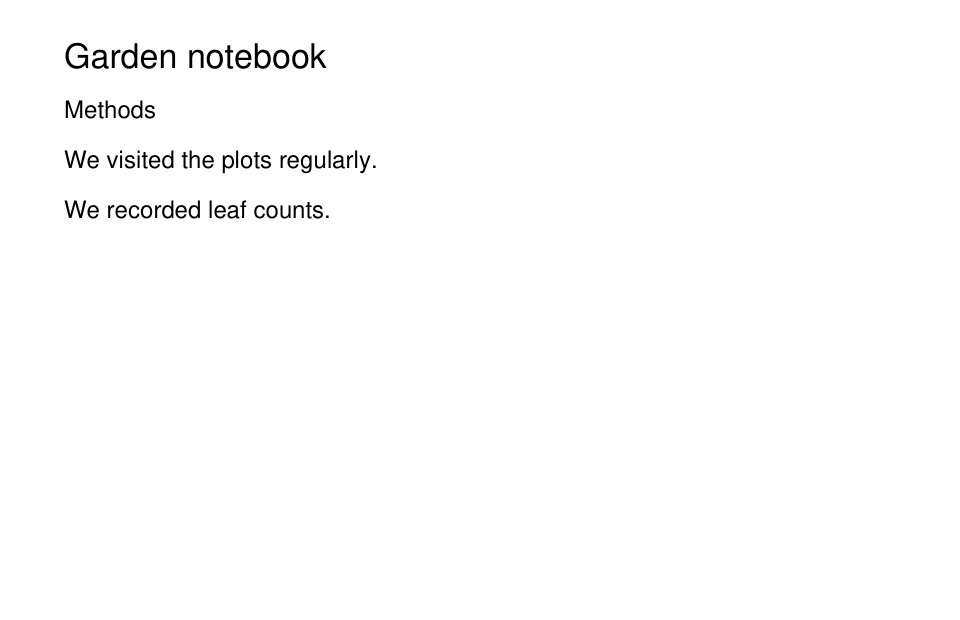 Garden notebook
Methods
We visited the plots regularly.
We recorded leaf counts.